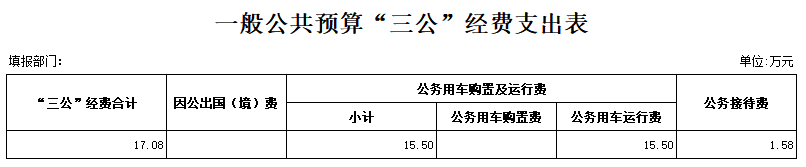 一般公共预算“三公”经费支出表
填报部门: 单位:万元
“三公”经费合计 因公出国（境）费 公务用车购置及运行费 公务接待费
小计 公务用车购置费 公务用车运行费
17.08 15.50 15.50 1.58